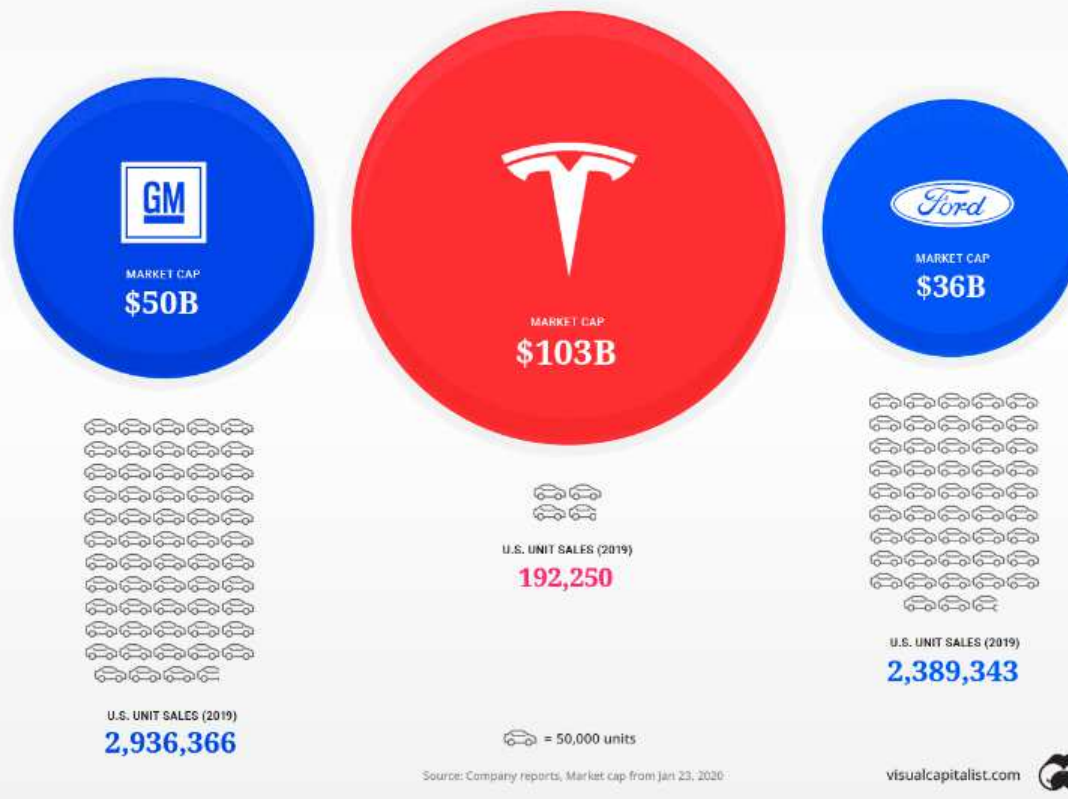 GM
MARKET CAP
$50B
MARKET CAP
$103B
Ford
MARKET CAP
$36B
U.S. UNIT SALES (2019)
2,936,366
U.S. UNIT SALES (2019)
192,250
U.S. UNIT SALES (2019)
2,389,343
= 50,000 units
Source: Company reports, Market cap from Jan 23, 2020
visualcapitalist.com